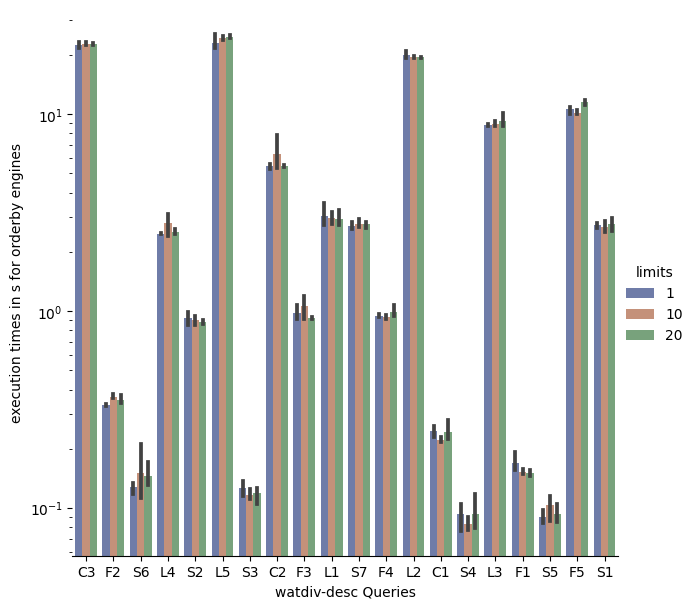 execution times in s for orderby engines
10¹
10⁰
10⁻¹
C3 F2 S6 L4 S2 L5 S3 C2 F3 L1 S7 F4 L2 C1 S4 L3 F1 S5 F5 S1
watdiv-desc Queries
limits
1
10
20